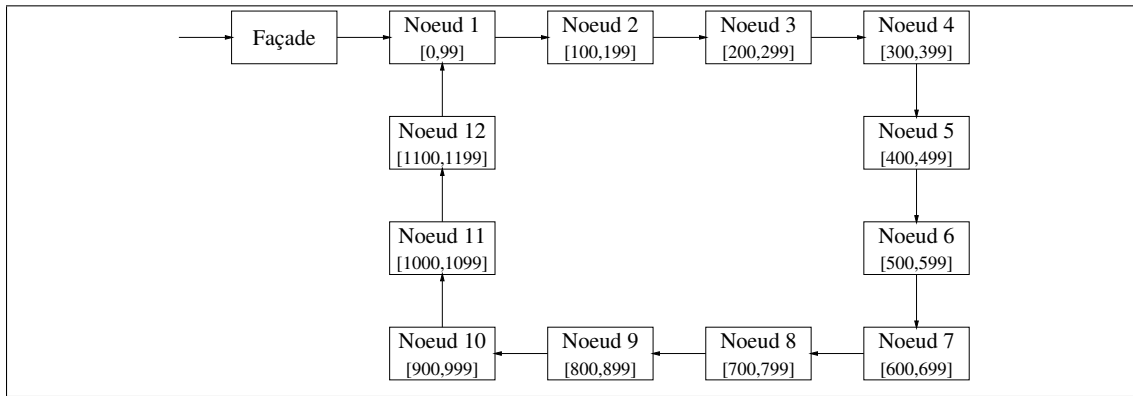 Façade
Noeud 1
[0,99]
Noeud 2
[100,199]
Noeud 3
[200,299]
Noeud 4
[300,399]
Noeud 12
[1100,1199]
Noeud 5
[400,499]
Noeud 11
[1000,1099]
Noeud 6
[500,599]
Noeud 10
[900,999]
Noeud 9
[800,899]
Noeud 8
[700,799]
Noeud 7
[600,699]